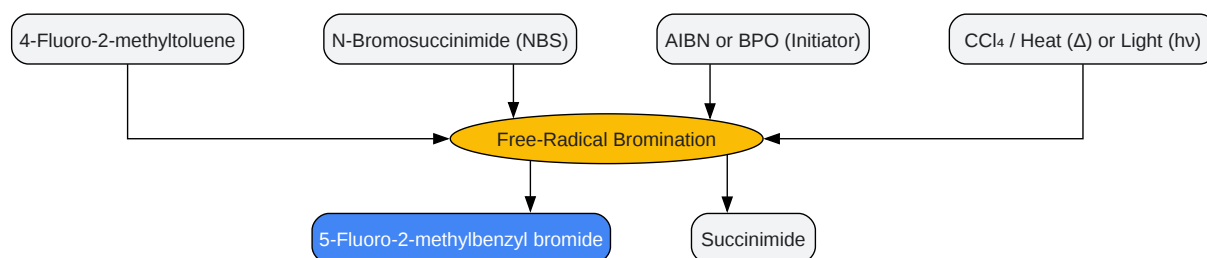 4-Fluoro-2-methyltoluene
N-Bromosuccinimide (NBS)
AIBN or BPO (Initiator)
CCl₄ / Heat (Δ) or Light (hν)
Free-Radical Bromination
5-Fluoro-2-methylbenzyl bromide
Succinimide